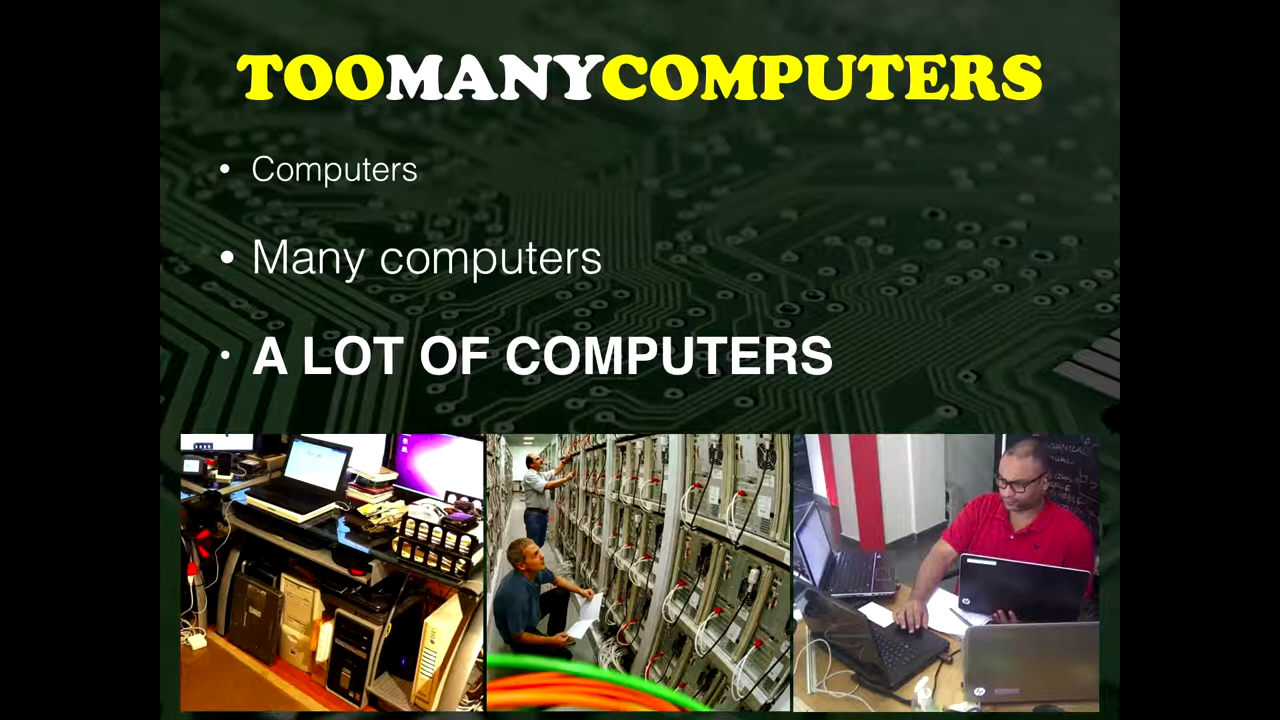 TOOMANYCOMPUTERS
• Computers
• Many computers
• A LOT OF COMPUTERS